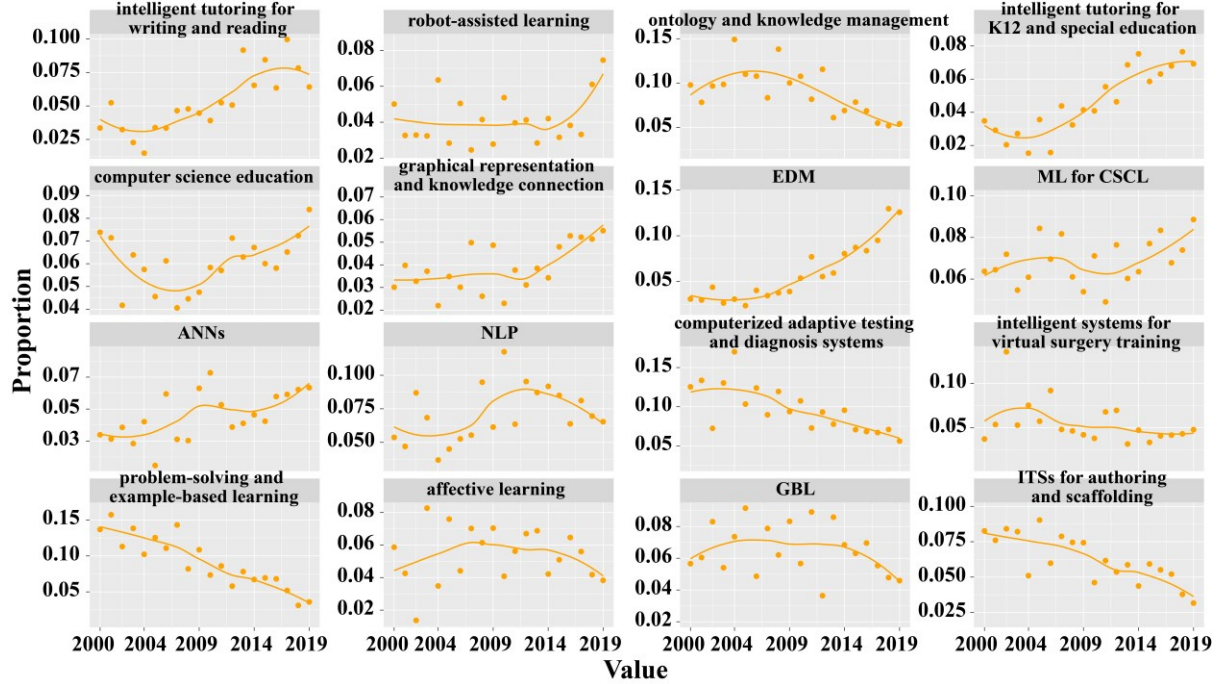 intelligent tutoring for
writing and reading
0.100
0.075
0.050
0.025
robot-assisted learning
0.08
0.06
0.04
0.02
ontology and knowledge management
0.15
0.10
0.05
intelligent tutoring for
K12 and special education
0.08
0.06
0.04
0.02
computer science education
0.09
0.08
0.07
0.06
0.05
0.04
graphical representation
and knowledge connection
0.07
0.06
0.05
0.04
0.03
0.02
EDM
0.15
0.10
0.05
ML for CSCL
0.10
0.08
0.06
ANNs
0.07
0.05
0.03
NLP
0.100
0.075
0.050
computerized adaptive testing
and diagnosis systems
0.15
0.12
0.10
0.07
0.05
intelligent systems for
virtual surgery training
0.10
0.05
problem-solving and
example-based learning
0.15
0.10
0.05
affective learning
0.08
0.06
0.04
0.02
GBL
0.08
0.06
0.04
0.02
ITSs for authoring
and scaffolding
0.100
0.075
0.050
0.025
2000 2004 2009 2014 2019
2000 2004 2009 2014 2019
2000 2004 2009 2014 2019
2000 2004 2009 2014 2019
Proportion
Value